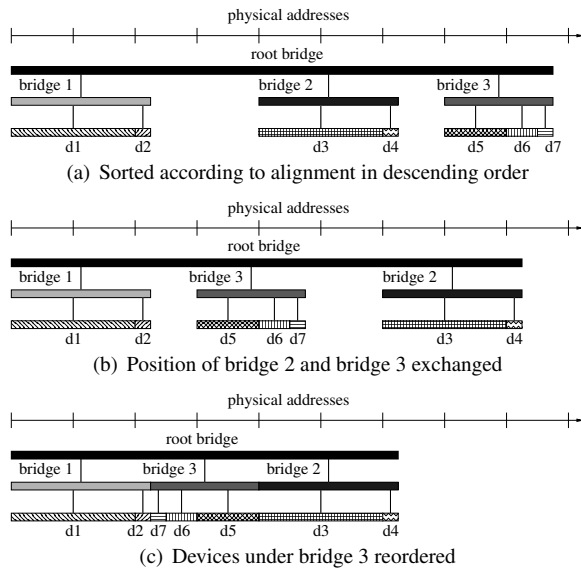 physical addresses
root bridge
bridge 1 bridge 2 bridge 3
d1 d2 d3 d4 d5 d6 d7
(a) Sorted according to alignment in descending order
physical addresses
root bridge
bridge 1 bridge 3 bridge 2
d1 d2 d5 d6 d7 d3 d4
(b) Position of bridge 2 and bridge 3 exchanged
physical addresses
root bridge
bridge 1 bridge 3 bridge 2
d1 d2 d7 d6 d5 d3 d4
(c) Devices under bridge 3 reordered